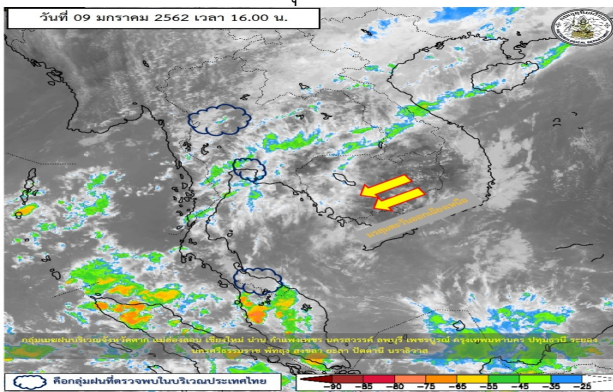 วันที่ 09 มกราคม 2562 เวลา 16.00 น.
กลุ่มเมฆฝนบริเวณจังหวัดตาก แม่ฮ่องสอน เชียงใหม่ น่าน กำแพงเพชร นครสวรรค์ ลพบุรี เพชรบูรณ์ กรุงเทพมหานคร ปทุมธานี ระยอง
นครศรีธรรมราช พัทลุง สงขลา ยะลา ปัตตานี นราธิวาส
คือกลุ่มฝนที่ตรวจพบในบริเวณประเทศไทย
-90 -85 -80 -75 -65 -55 -45 -35 -25